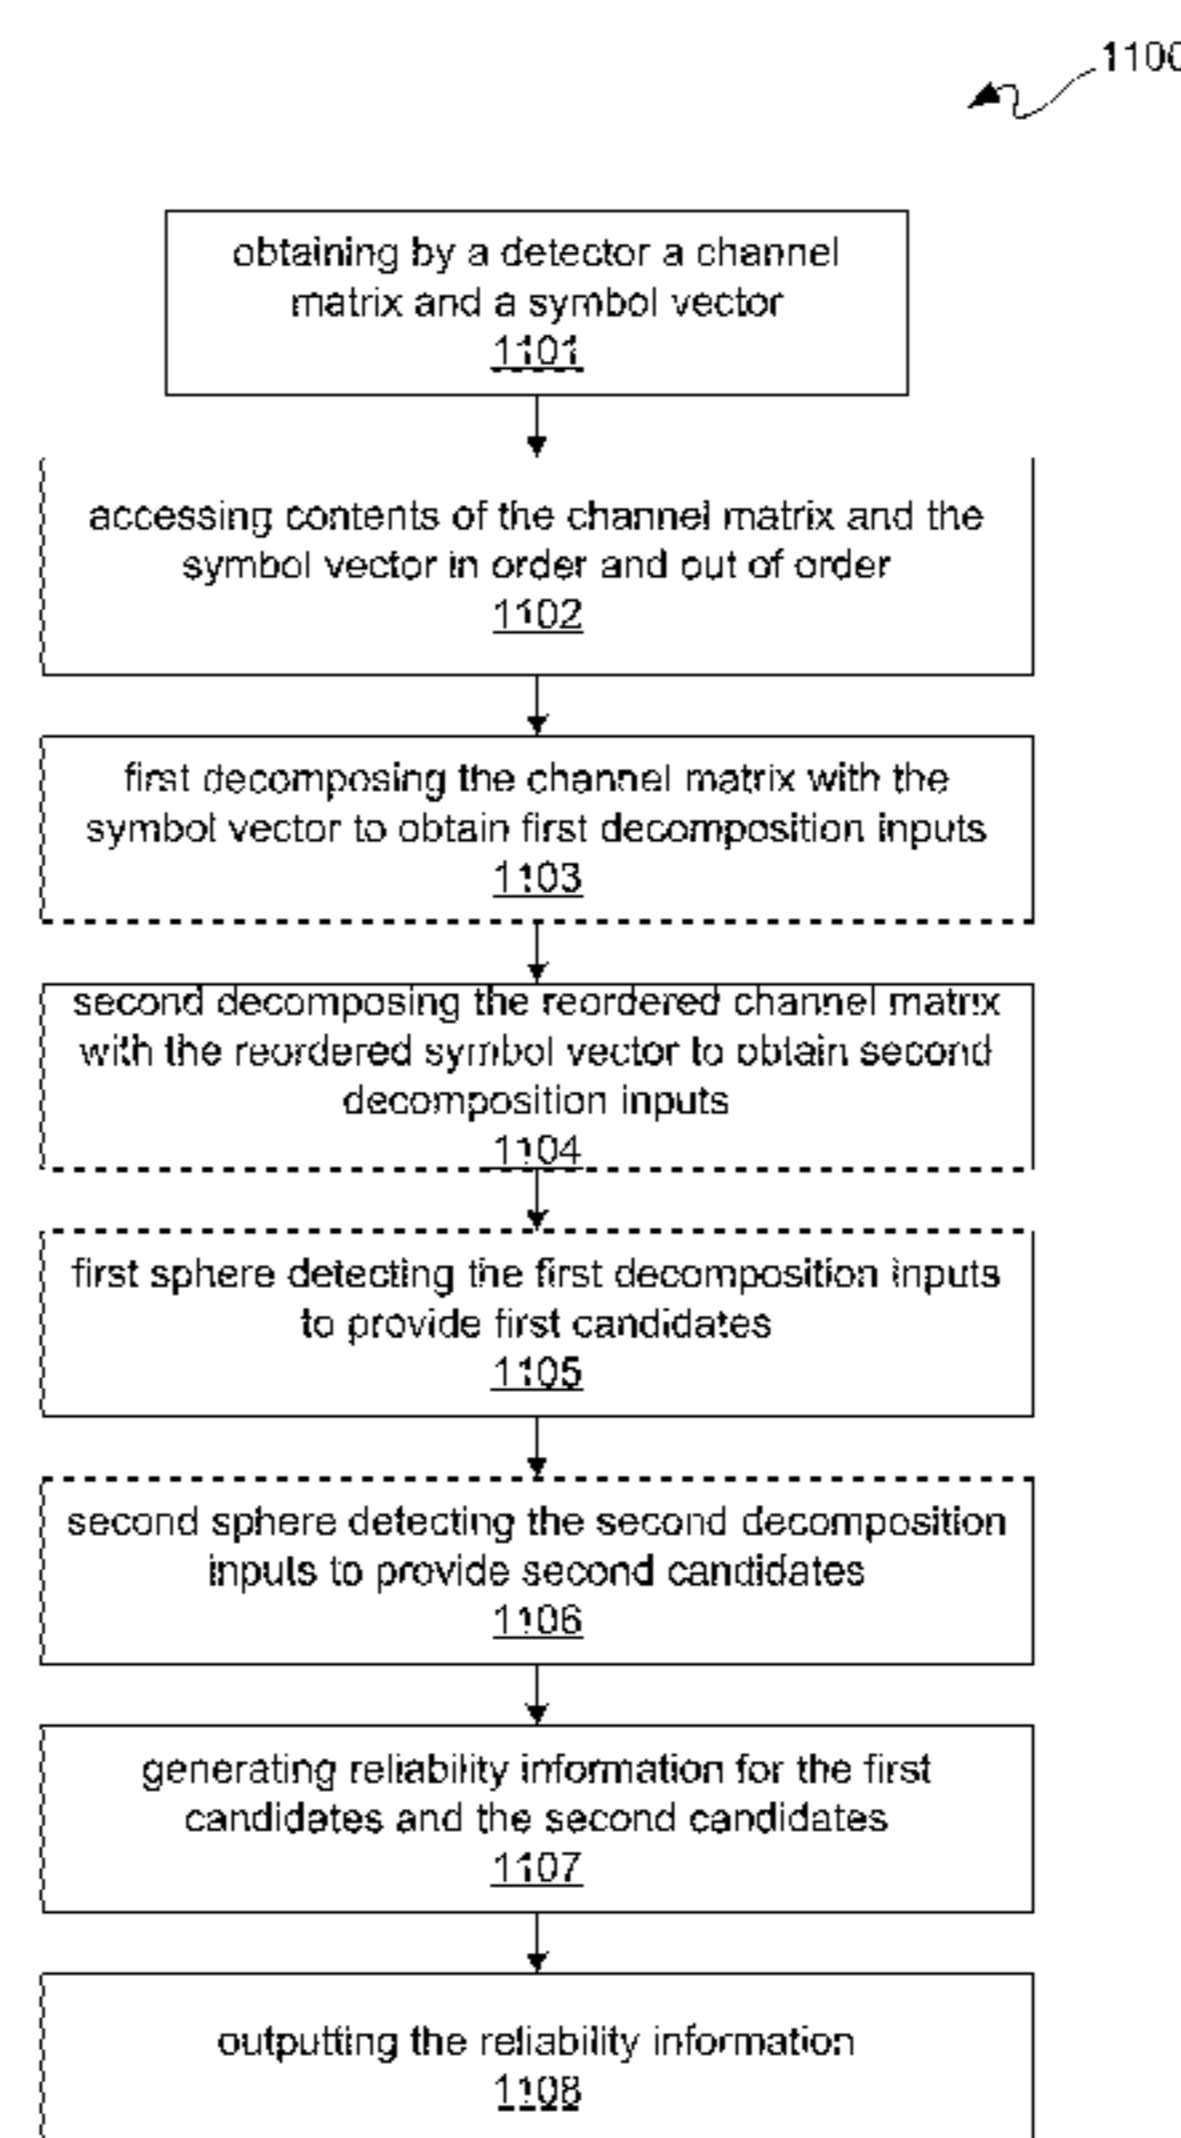 1100
obtaining by a detector a channel
matrix and a symbol vector
1101
accessing contents of the channel matrix and the
symbol vector in order and out of order
1102
first decomposing the channel matrix with the
symbol vector to obtain first decomposition inputs
1103
second decomposing the reordered channel matrix
with the reordered symbol vector to obtain second
decomposition inputs
1104
first sphere detecting the first decomposition inputs
to provide first candidates
1105
second sphere detecting the second decomposition
inputs to provide second candidates
1106
generating reliability information for the first
candidates and the second candidates
1107
outputting the reliability information
1108